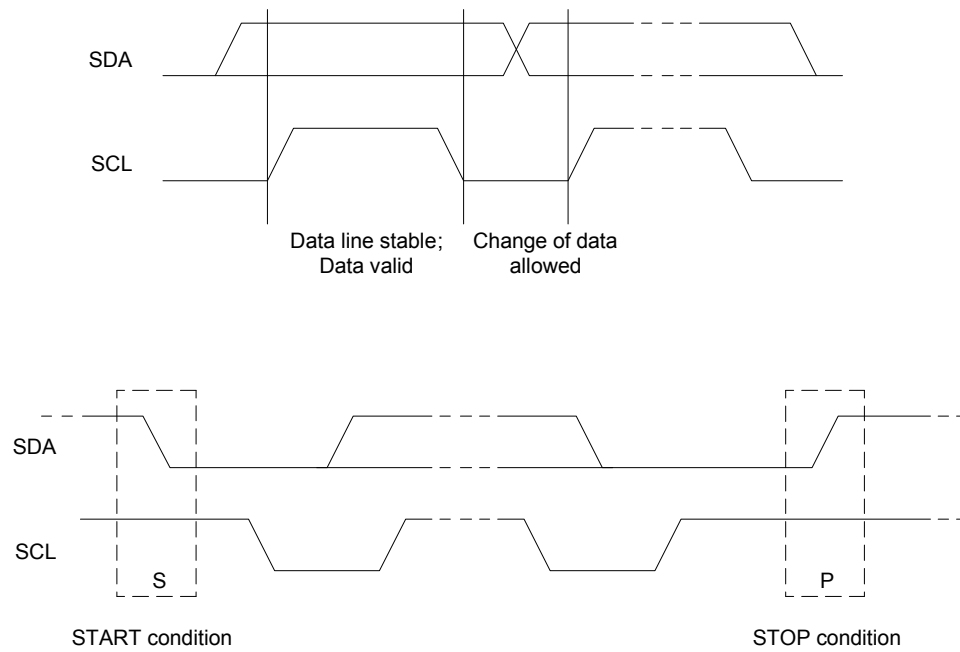 SDA
SCL
Data line stable;
Data valid
Change of data
allowed
SDA
SCL
S
P
START condition
STOP condition